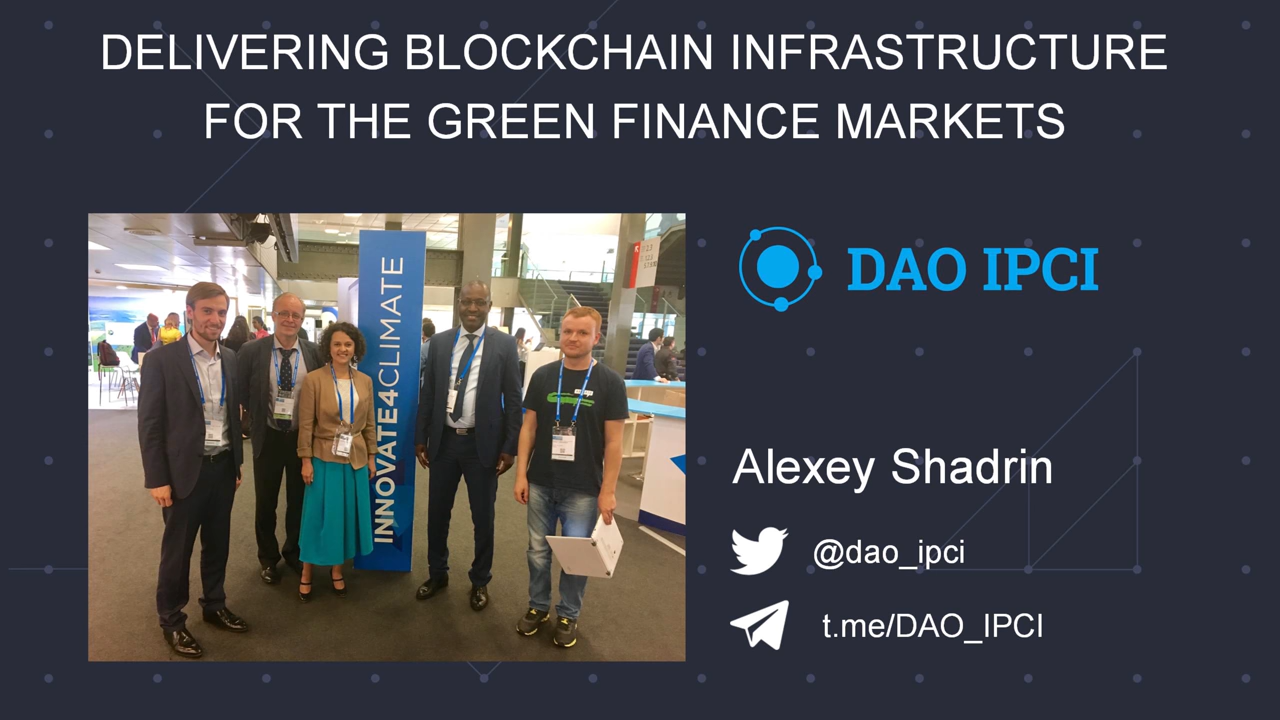 DELIVERING BLOCKCHAIN INFRASTRUCTURE
FOR THE GREEN FINANCE MARKETS
INNOVATE4CLIMATE
DAO IPCI
Alexey Shadrin
@dao_ipci
t.me/DAO_IPCI